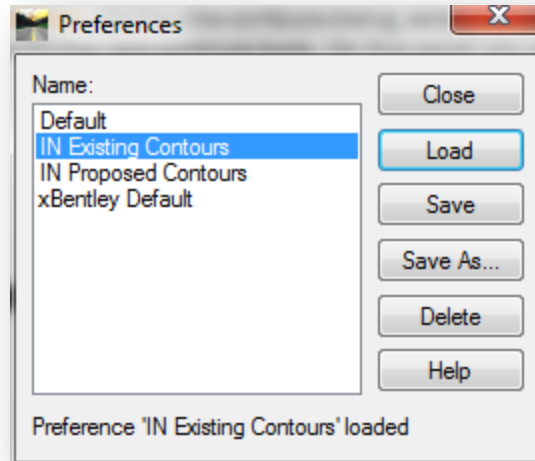 Preferences
Name:
Default
IN Existing Contours
IN Proposed Contours
xBentley Default
Close
Load
Save
Save As...
Delete
Help
Preference 'IN Existing Contours' loaded